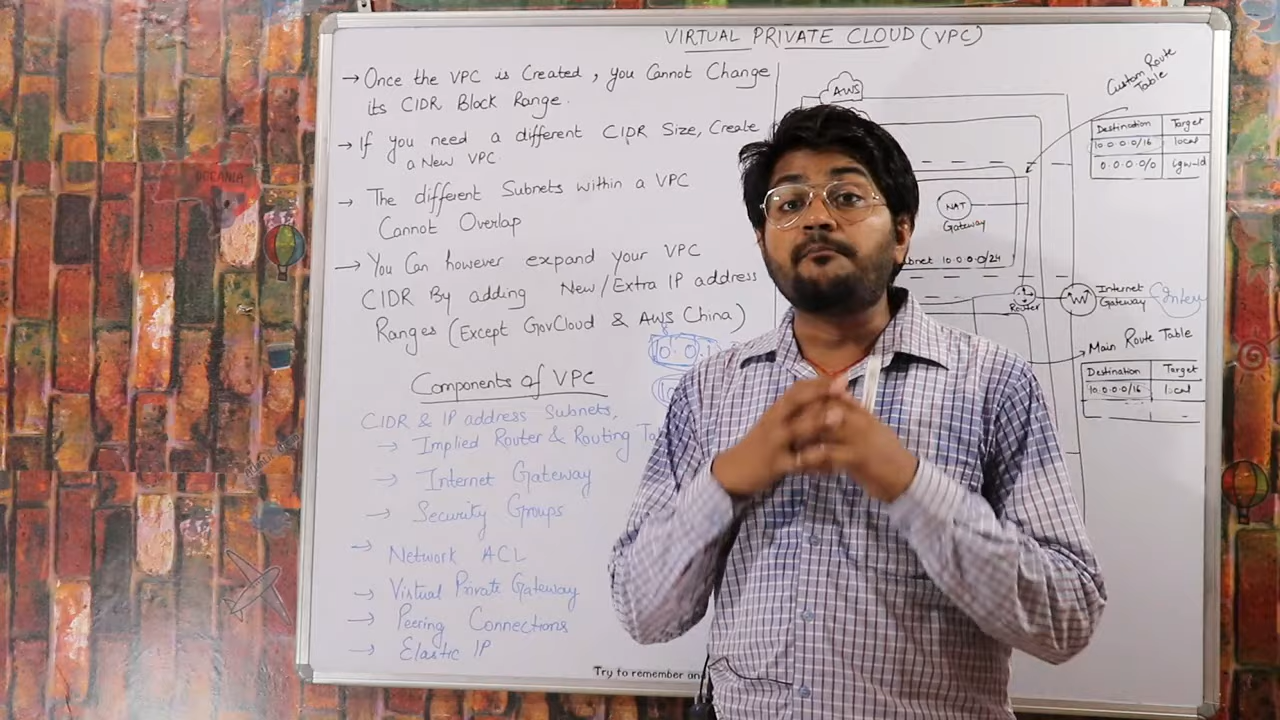 VIRTUAL PRIVATE CLOUD (VPC)
→ Once the VPC is Created, you Cannot Change
its CIDR Block Range.
→ If you need a different CIDR Size, Create
a New VPC.
→ The different Subnets within a VPC
Cannot Overlap
→ You Can however expand your VPC
CIDR By adding New/Extra IP address
Ranges (Except GovCloud & AWS China)
10.0.
Components of VPC
CIDR & IP address Subnets,
→ Implied Router & Routing
→ Internet Gateway
→ Security Groups
→ Network ACL
→ Virtual Private Gateway
→ Peering Connections
→ Elastic IP
Try to remember
AWS
NAT
Gateway
10.0.0.0/24
Router
Internet
Gateway
Custom Route
Table
Destination Target
10.0.0.0/16 local
0.0.0.0/0 igw-id
Main Route Table
Destination Target
10.0.0.0/16 local
OCEANIA